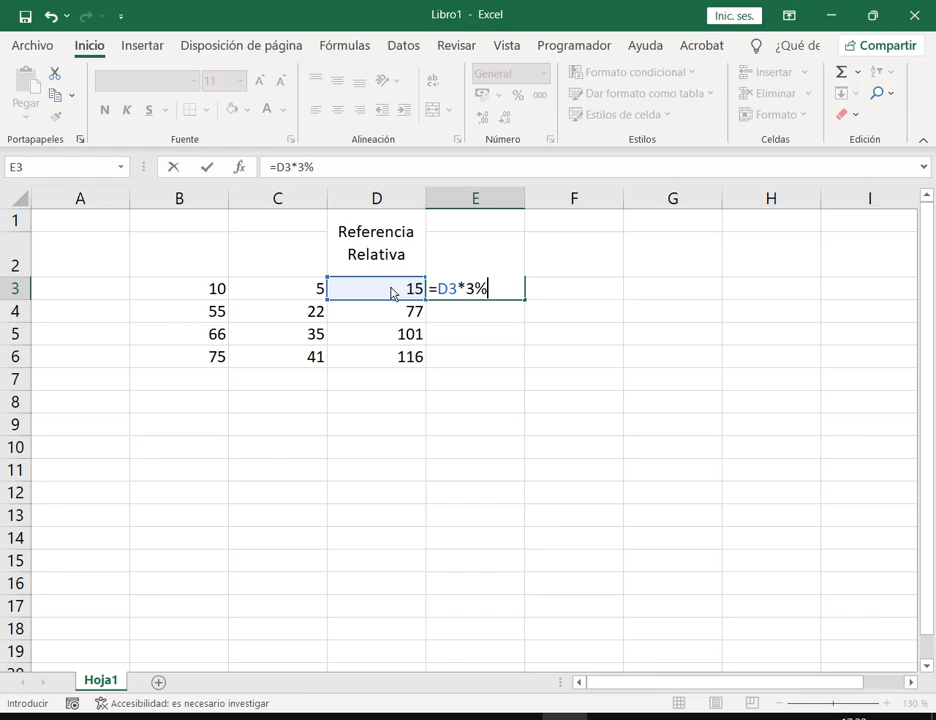 Libro1 - Excel
Inic. ses.
Archivo Inicio Insertar Disposición de página Fórmulas Datos Revisar Vista Programador Ayuda Acrobat ¿Qué de Compartir
Pegar
11
N K S
A
ab
General
% 000
Formato condicional
Dar formato como tabla
Estilos de celda
Insertar
Eliminar
Formato
Portapapeles Fuente Alineación Número Estilos Celdas Edición
E3 fx =D3*3%
A B C D E F G H I
1
2 Referencia
Relativa
3 10 5 15 =D3*3%
4 55 22 77
5 66 35 101
6 75 41 116
7
8
9
10
11
12
13
14
15
16
17
18
19
Hoja1
Introducir Accesibilidad: es necesario investigar 130 %